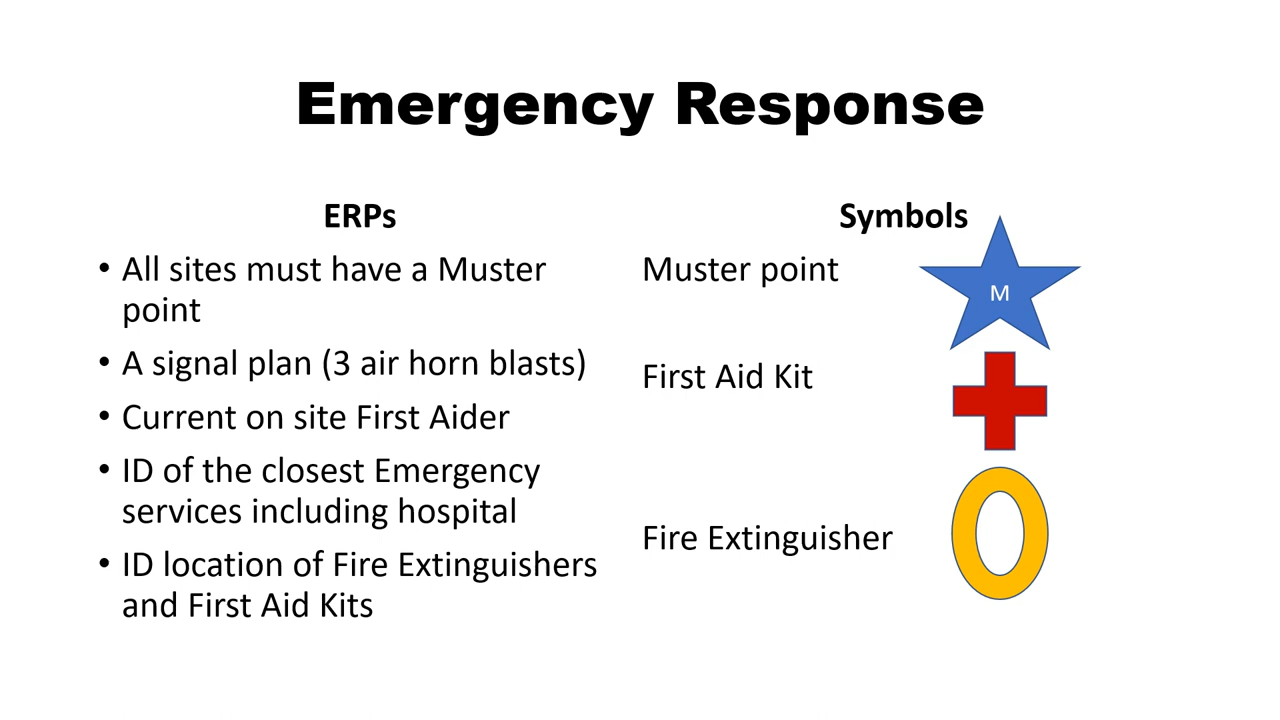 Emergency Response
ERPs
• All sites must have a Muster
point
• A signal plan (3 air horn blasts)
• Current on site First Aider
• ID of the closest Emergency
services including hospital
• ID location of Fire Extinguishers
and First Aid Kits
Symbols
Muster point
M
First Aid Kit
Fire Extinguisher